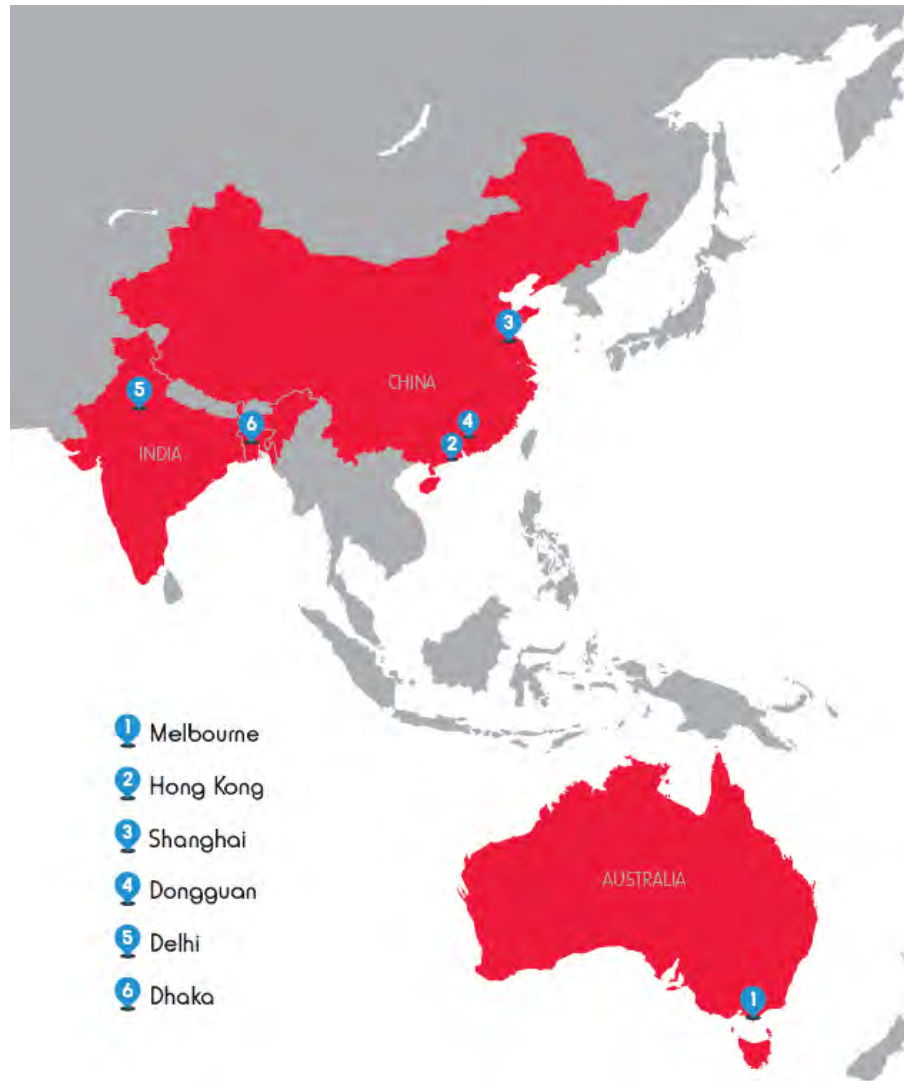 3
CHINA
5
4
6
2
INDIA
1 Melbourne
2 Hong Kong
3 Shanghai
4 Dongguan
AUSTRALIA
5 Delhi
6 Dhaka
1